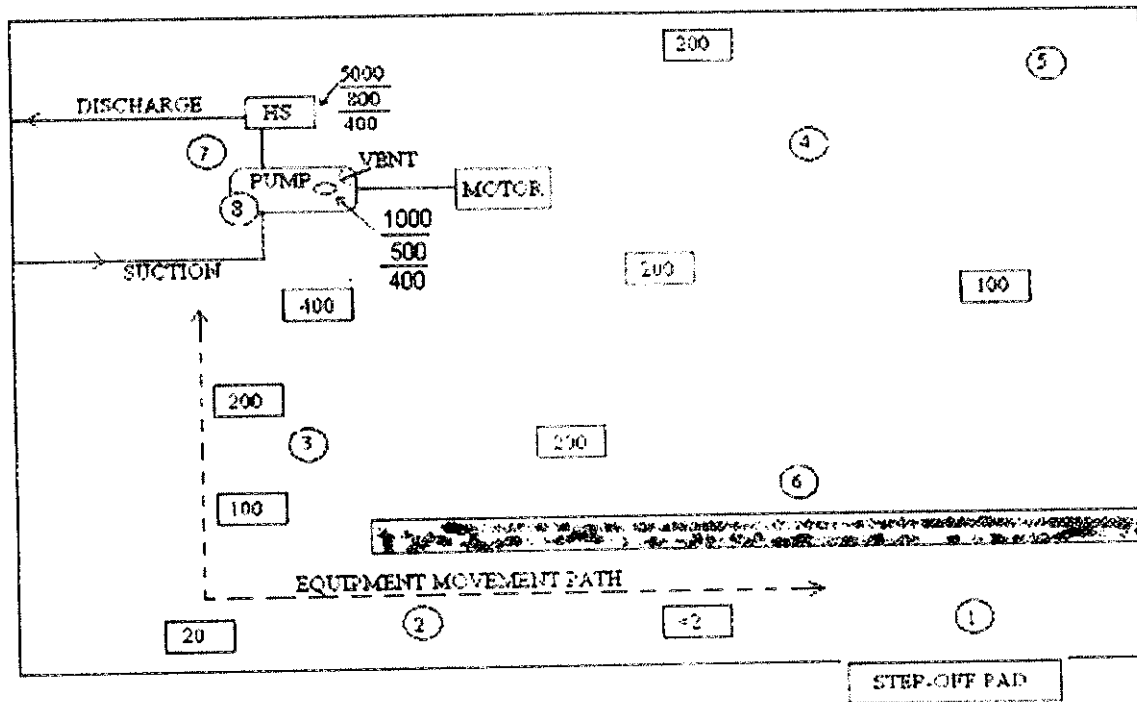 200
5
5000
800
400
DISCHARGE
HS
4
7
VENT
PUMP
MOTOR
8
1000
500
400
SUCTION
200
100
400
200
3
200
6
100
EQUIPMENT MOVEMENT PATH
20
2
<2
1
STEP-OFF PAD